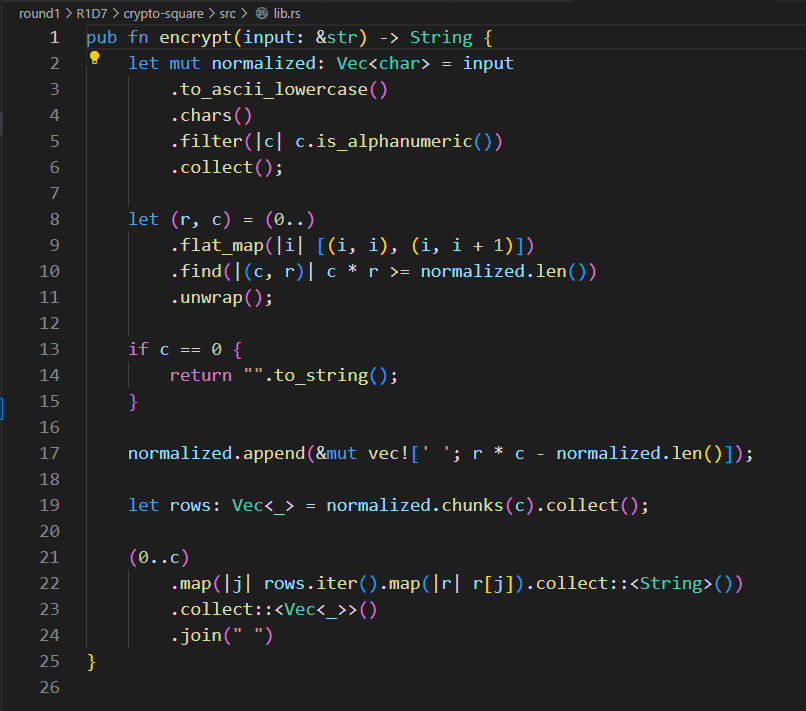 round1 > R1D7 > crypto-square > src > lib.rs
1 pub fn encrypt(input: &str) -> String {
2     let mut normalized: Vec<char> = input
3         .to_ascii_lowercase()
4         .chars()
5         .filter(|c| c.is_alphanumeric())
6         .collect();
7
8     let (r, c) = (0..)
9         .flat_map(|i| [(i, i), (i, i + 1)])
10         .find(|(c, r)| c * r >= normalized.len())
11         .unwrap();
12
13     if c == 0 {
14         return "".to_string();
15     }
16
17     normalized.append(&mut vec![' '; r * c - normalized.len()]);
18
19     let rows: Vec<_> = normalized.chunks(c).collect();
20
21     (0..c)
22         .map(|j| rows.iter().map(|r| r[j]).collect::<String>())
23         .collect::<Vec<_>>()
24         .join(" ")
25 }
26